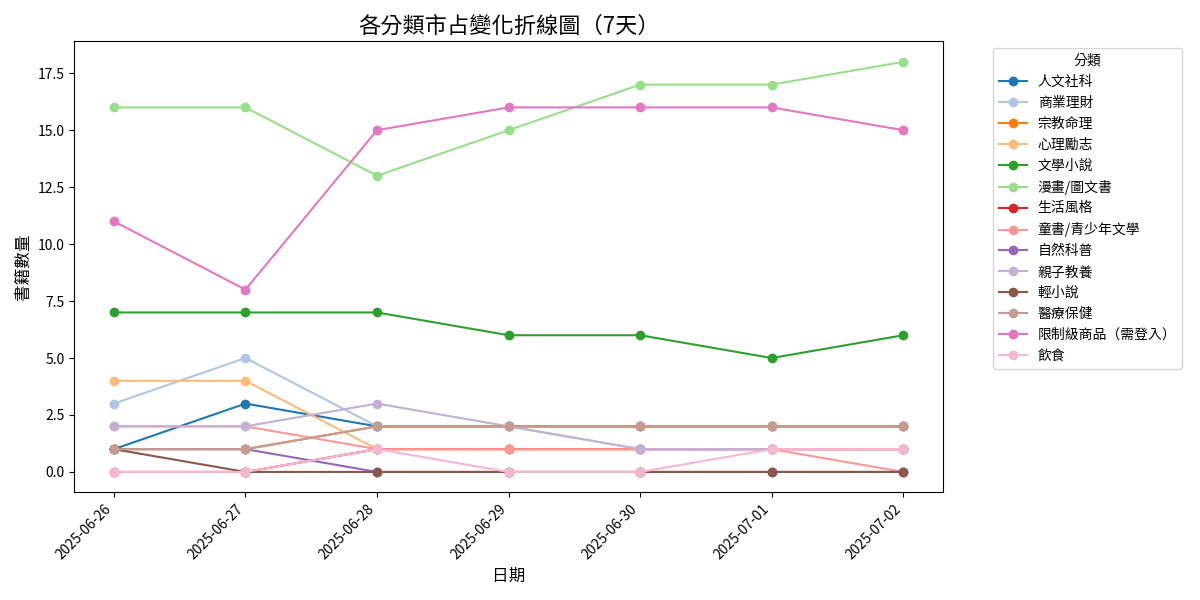 各分類市占變化折線圖（7天）
書籍數量
17.5
15.0
12.5
10.0
7.5
5.0
2.5
0.0
2025-06-26
2025-06-27
2025-06-28
2025-06-29
2025-06-30
2025-07-01
2025-07-02
日期
分類
人文社科
商業理財
宗教命理
心理勵志
文學小說
漫畫/圖文書
生活風格
童書/青少年文學
自然科普
親子教養
輕小說
醫療保健
限制級商品（需登入）
飲食